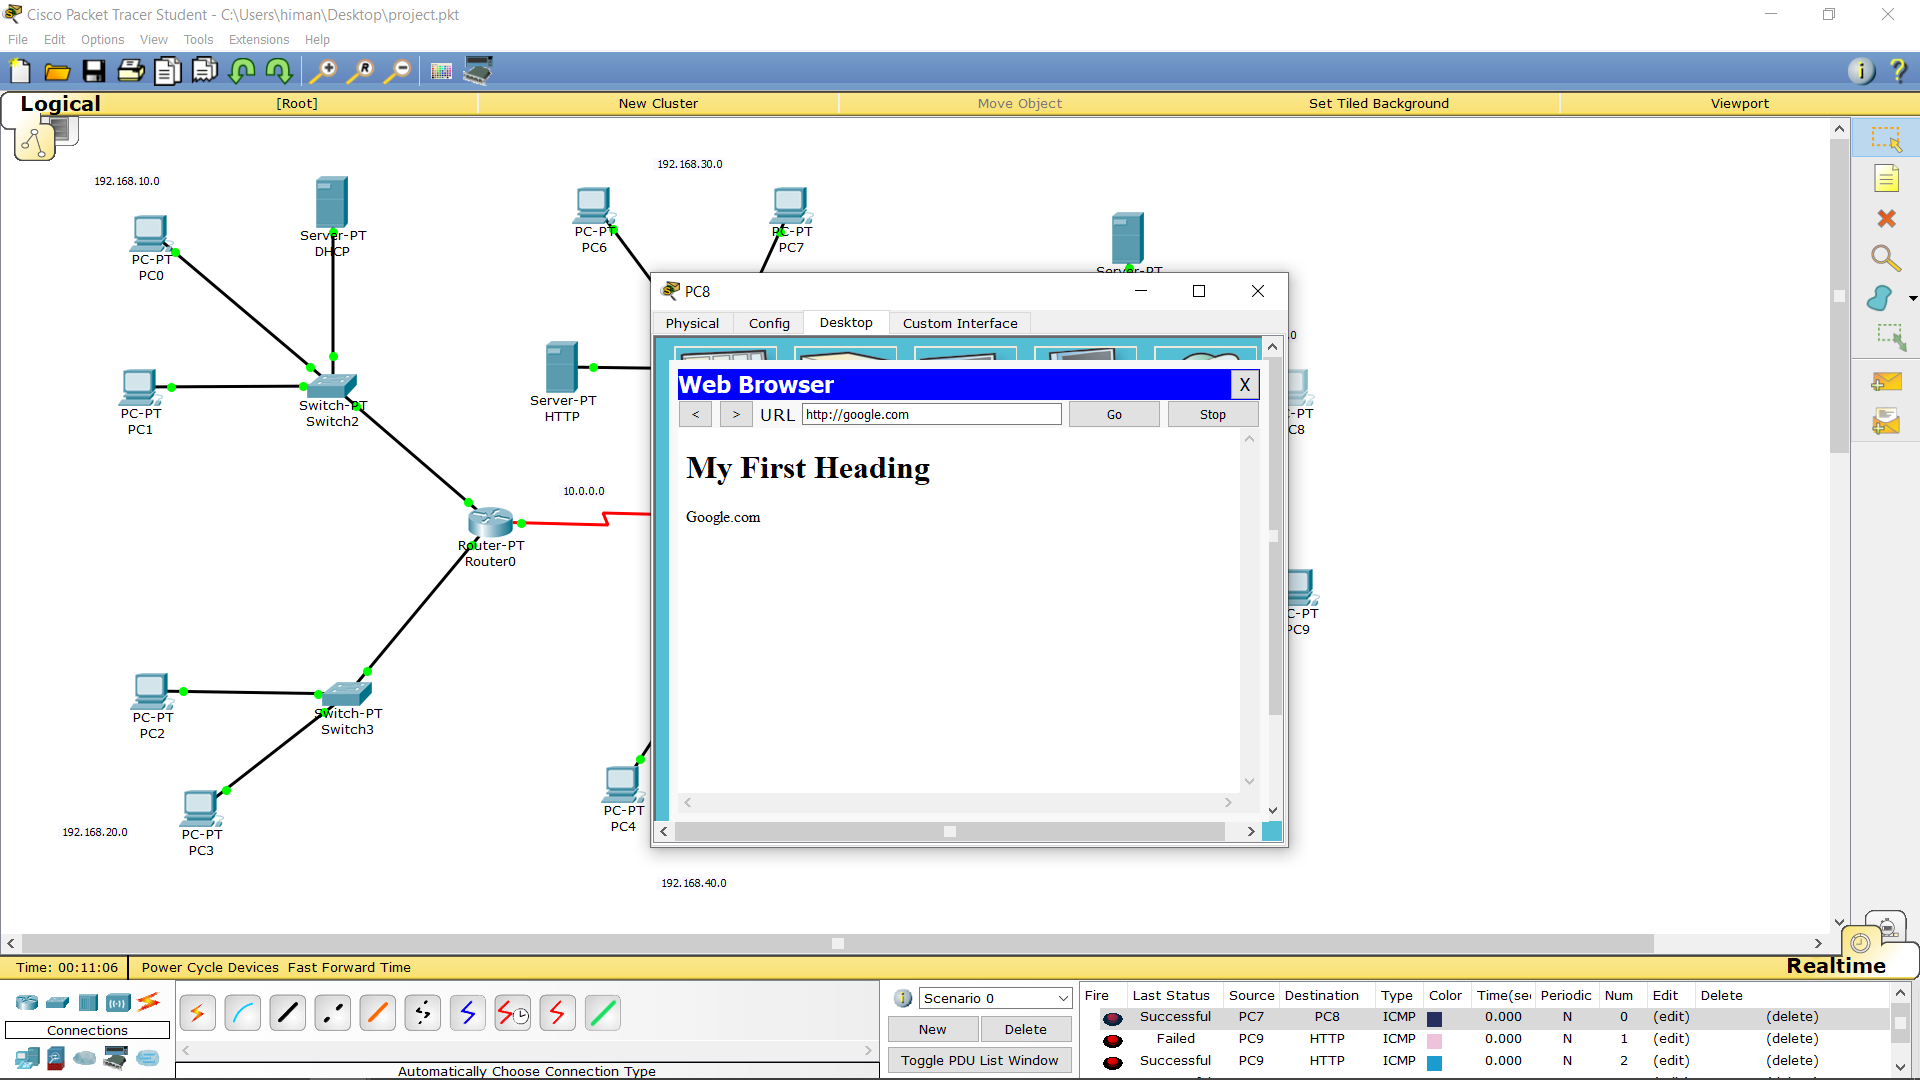 Cisco Packet Tracer Student - C:\Users\himan\Desktop\project.pkt
File Edit Options View Tools Extensions Help
Logical [Root] New Cluster Move Object Set Tiled Background Viewport
192.168.10.0
192.168.30.0
PC-PT
PC0
Server-PT
DHCP
PC-PT
PC6
PC-PT
PC7
Server-PT
PC-PT
PC1
Switch-PT
Switch2
Server-PT
HTTP
10.0.0.0
Router-PT
Router0
PC8
Physical Config Desktop Custom Interface
Web Browser X
< > URL http://google.com Go Stop
My First Heading
Google.com
.0
-PT
C8
C-PT
PC9
PC-PT
PC2
Switch-PT
Switch3
PC-PT
PC3
192.168.20.0
PC-PT
PC4
192.168.40.0
Time: 00:11:06 Power Cycle Devices Fast Forward Time Realtime
Connections
Automatically Choose Connection Type
Scenario 0
New Delete
Toggle PDU List Window
Fire Last Status Source Destination Type Color Time(sec Periodic Num Edit Delete
Successful PC7 PC8 ICMP 0.000 N 0 (edit) (delete)
Failed PC9 HTTP ICMP 0.000 N 1 (edit) (delete)
Successful PC9 HTTP ICMP 0.000 N 2 (edit) (delete)